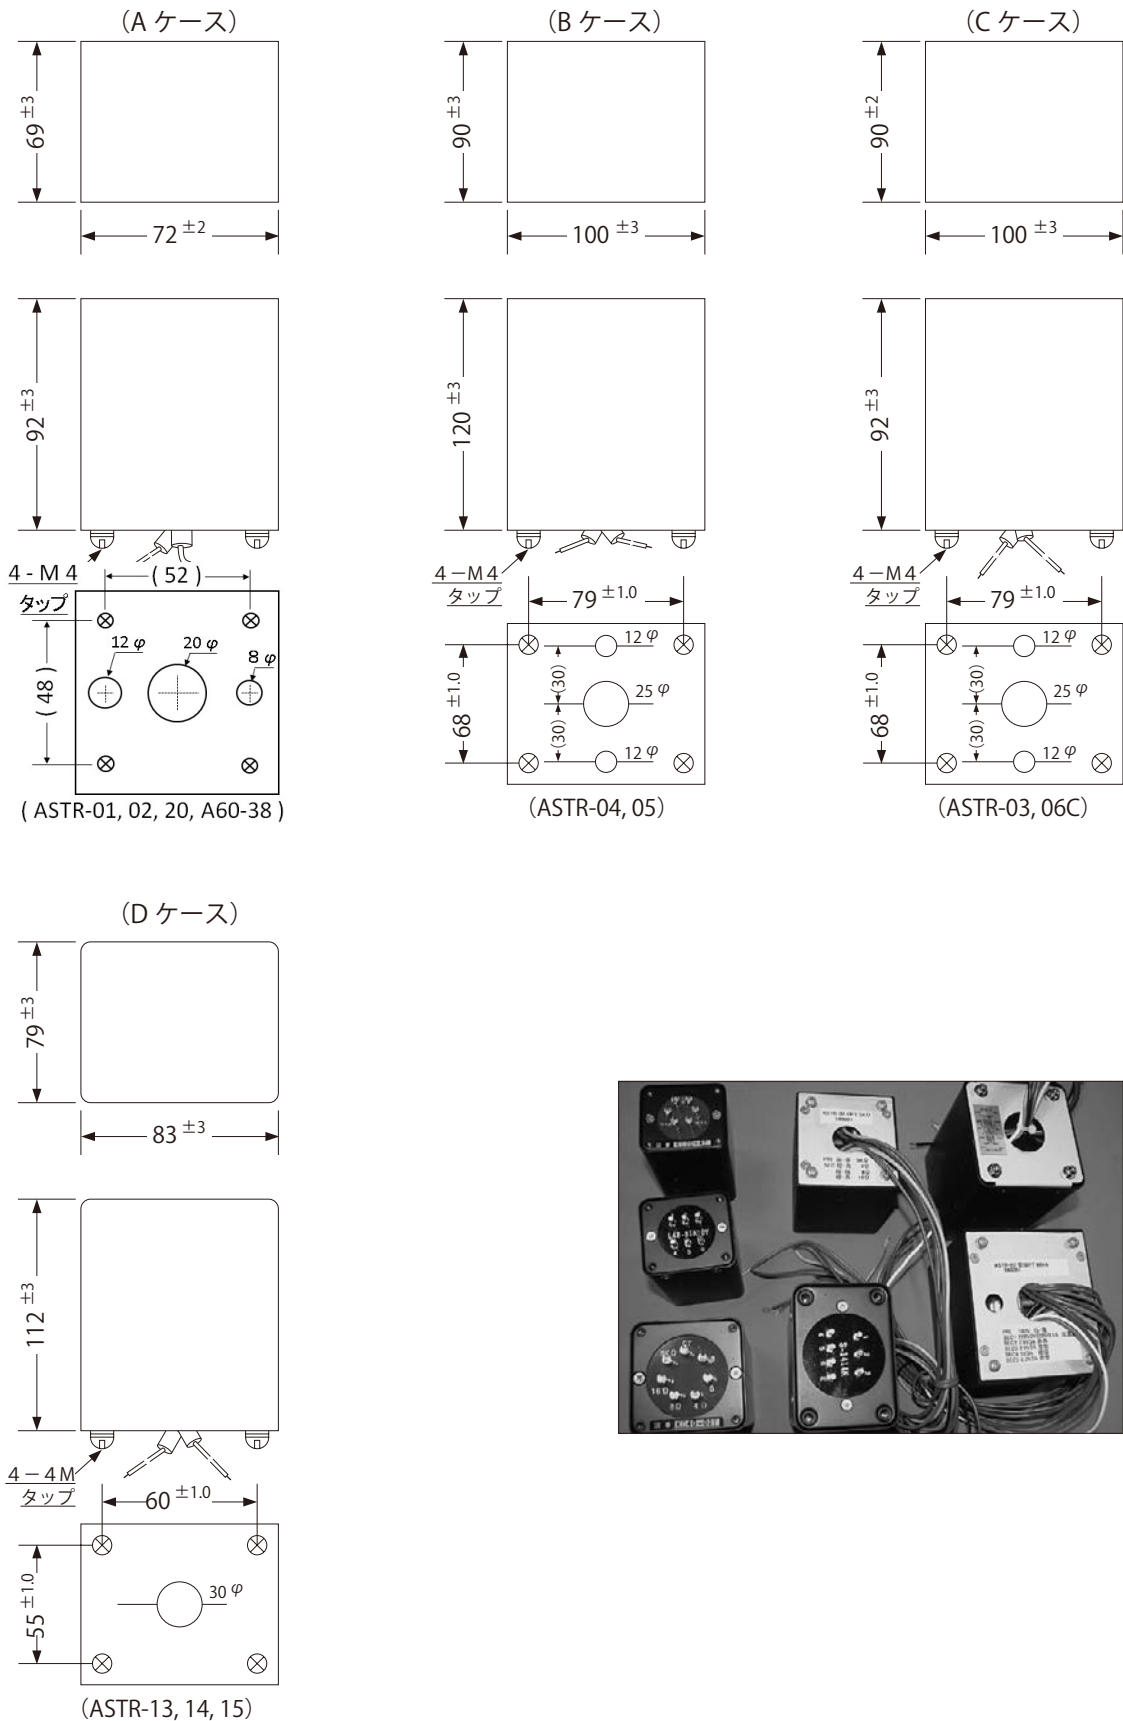 （A ケース）
69 ±3
72 ±2
92 ±3
4 - M 4
タップ
( 52 )
( 48 )
12 φ
20 φ
8 φ
( ASTR-01, 02, 20, A60-38 )
（B ケース）
90 ±3
100 ±3
120 ±3
4 －M 4
タップ
79 ±1.0
68 ±1.0
(30)
(30)
12 φ
25 φ
12 φ
（ASTR-04, 05）
（C ケース）
90 ±2
100 ±3
92 ±3
4 －M 4
タップ
79 ±1.0
68 ±1.0
(30)
(30)
12 φ
25 φ
12 φ
（ASTR-03, 06C）
（D ケース）
79 ±3
83 ±3
112 ±3
4 － 4 M
タップ
60 ±1.0
55 ±1.0
30 φ
（ASTR-13, 14, 15）
16Ω
8Ω
4Ω